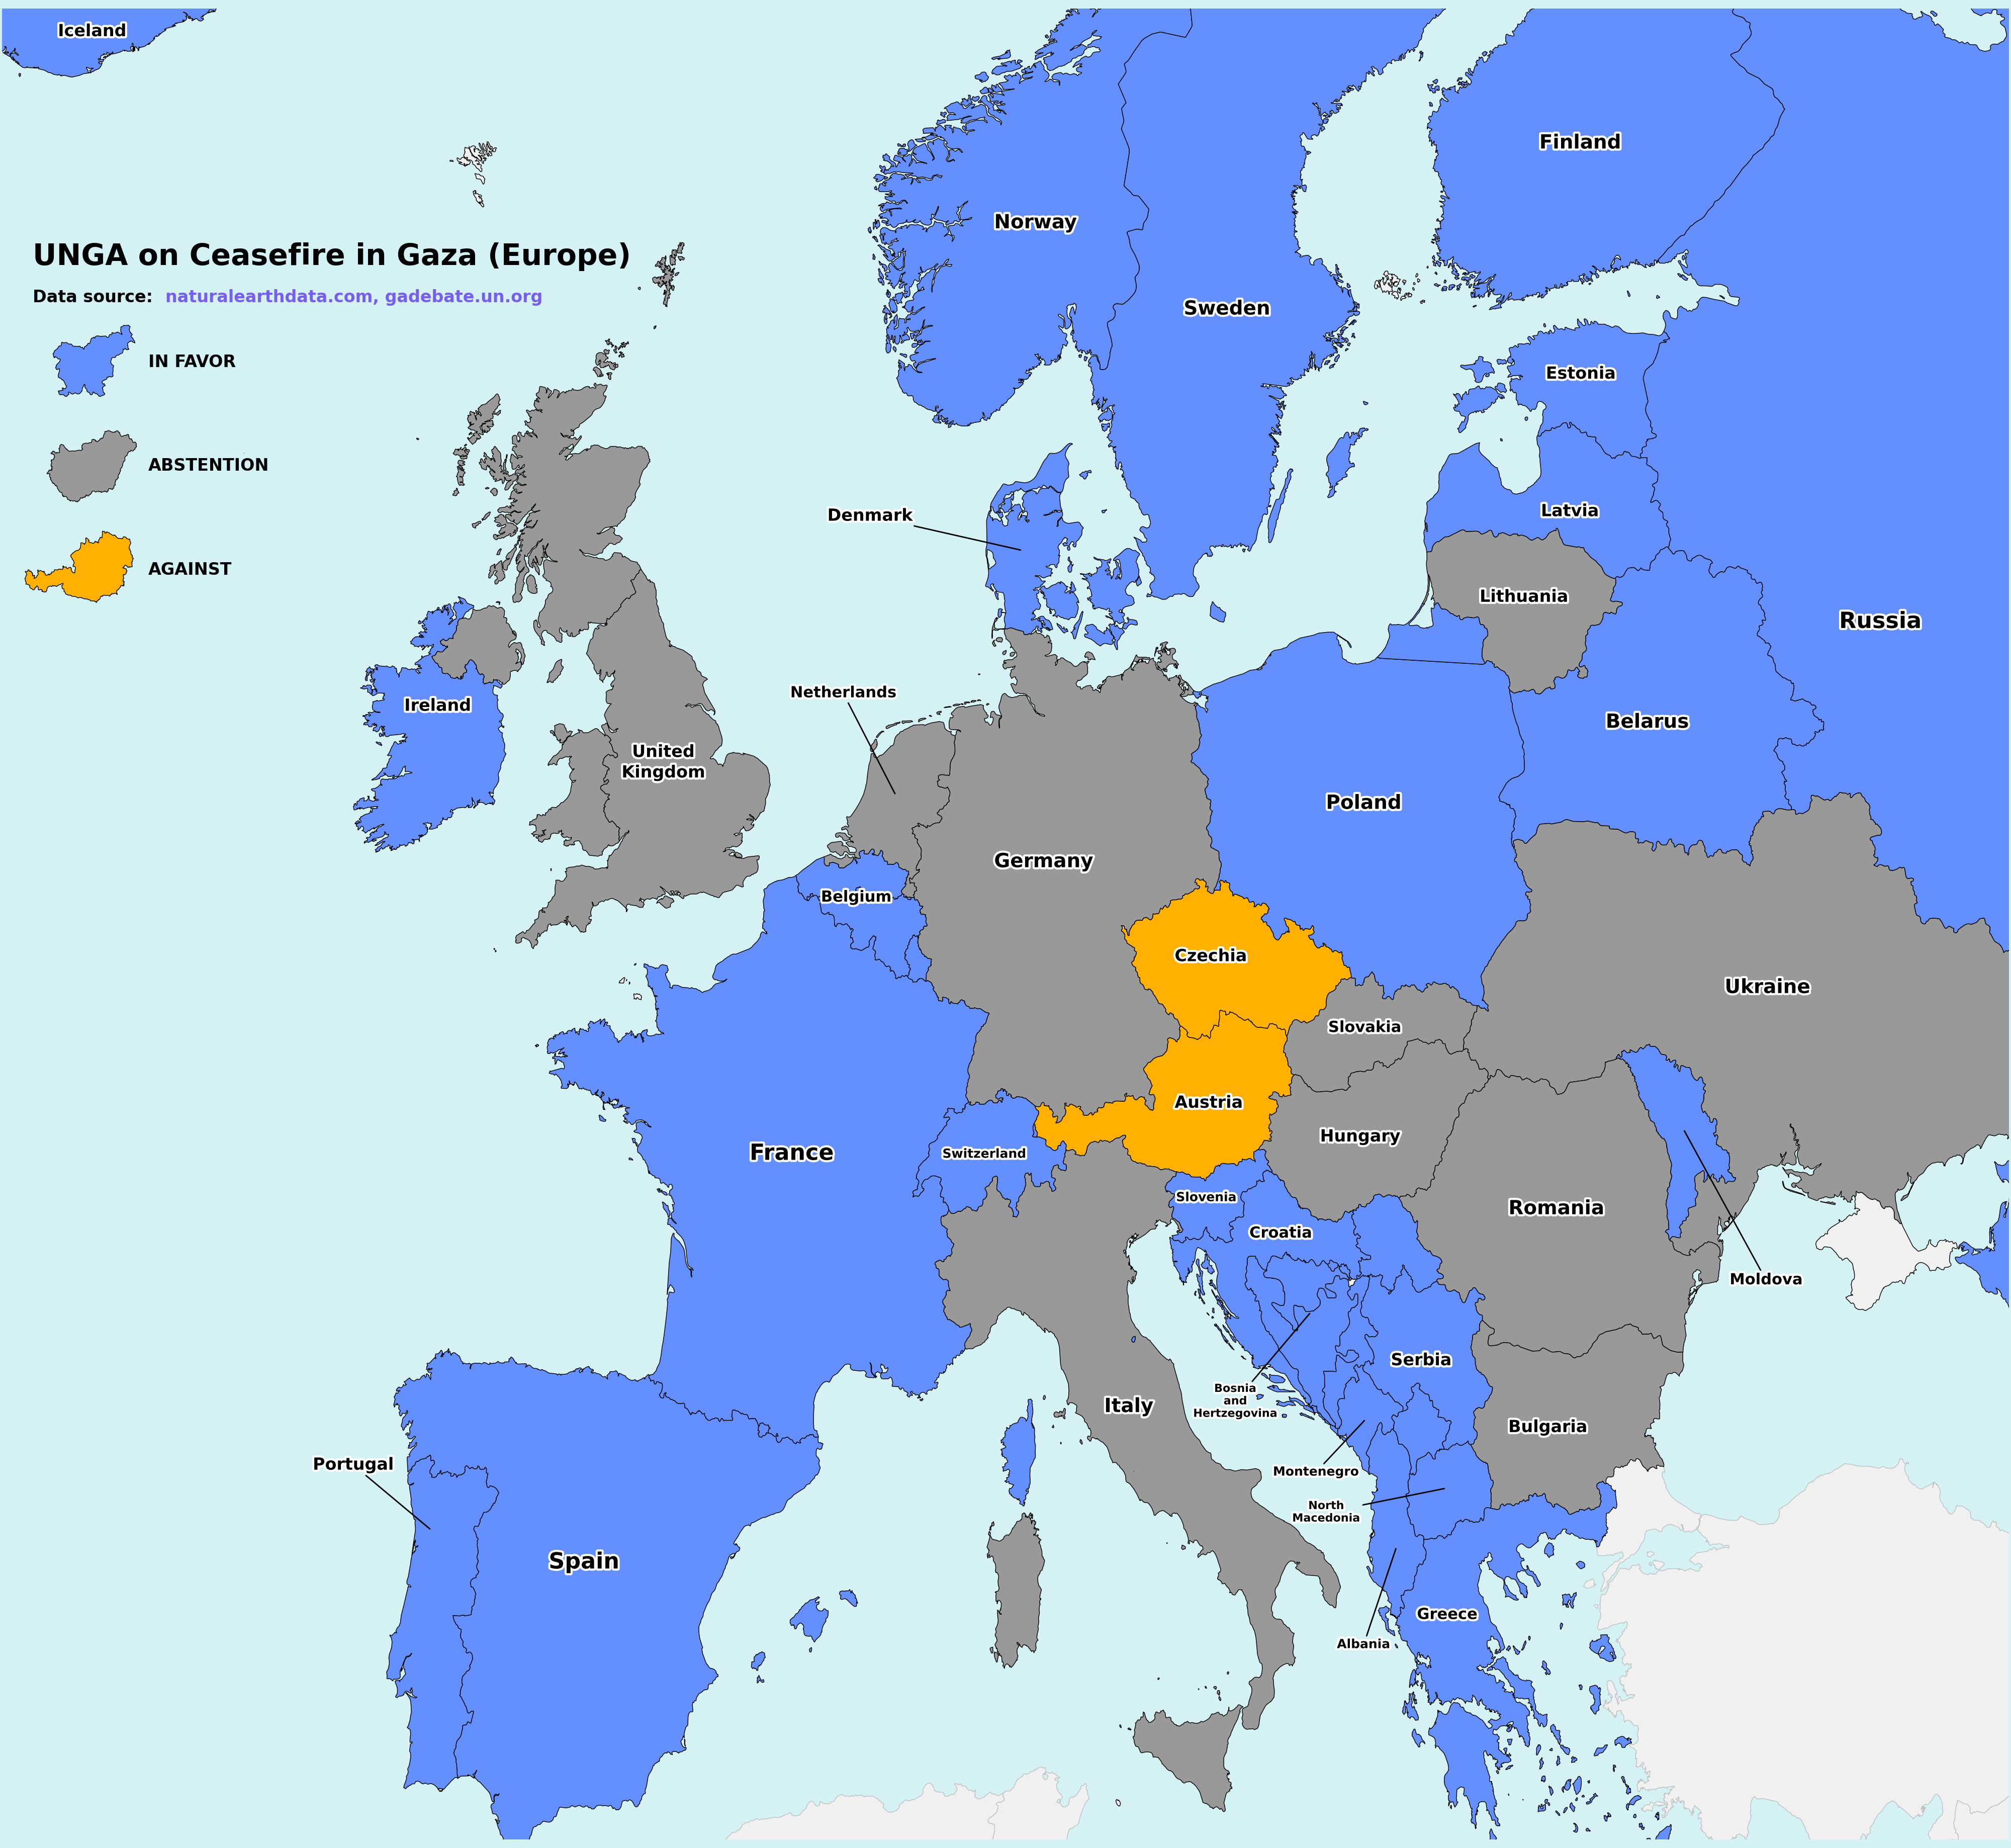 Iceland
Finland
Norway
UNGA on Ceasefire in Gaza (Europe)
Data source: naturalearthdata.com, gadebate.un.org
Sweden
IN FAVOR
Estonia
ABSTENTION
Latvia
Denmark
AGAINST
Lithuania
Russia
Netherlands
Ireland
Belarus
United
Kingdom
Poland
Germany
Belgium
Czechia
Ukraine
Slovakia
Austria
Hungary
France
Switzerland
Slovenia
Romania
Croatia
Moldova
Serbia
Bosnia
and
Hertzegovina
Italy
Bulgaria
Portugal
Montenegro
North
Macedonia
Spain
Greece
Albania